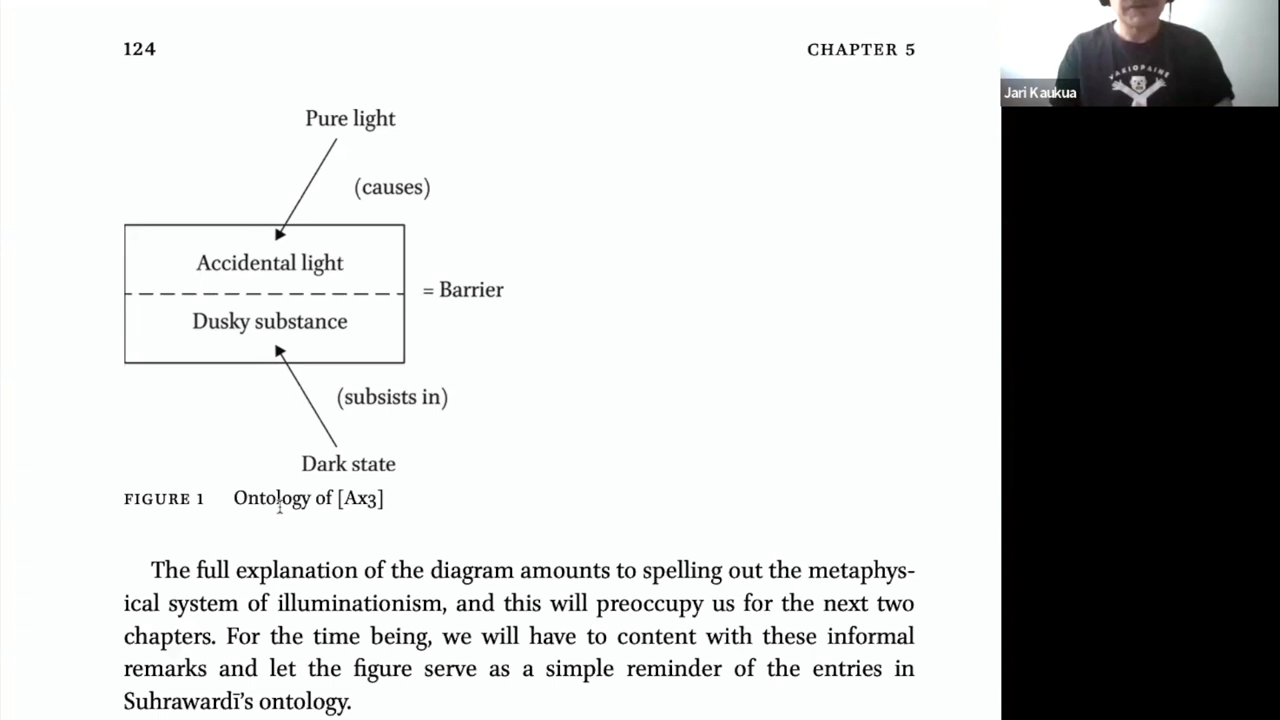 124
CHAPTER 5
Pure light
(causes)
Accidental light
= Barrier
Dusky substance
(subsists in)
Dark state
FIGURE 1 Ontology of [Ax3]
The full explanation of the diagram amounts to spelling out the metaphys-
ical system of illuminationism, and this will preoccupy us for the next two
chapters. For the time being, we will have to content with these informal
remarks and let the figure serve as a simple reminder of the entries in
Suhrawardī’s ontology.
VAKIOPAINE
Jari Kaukua